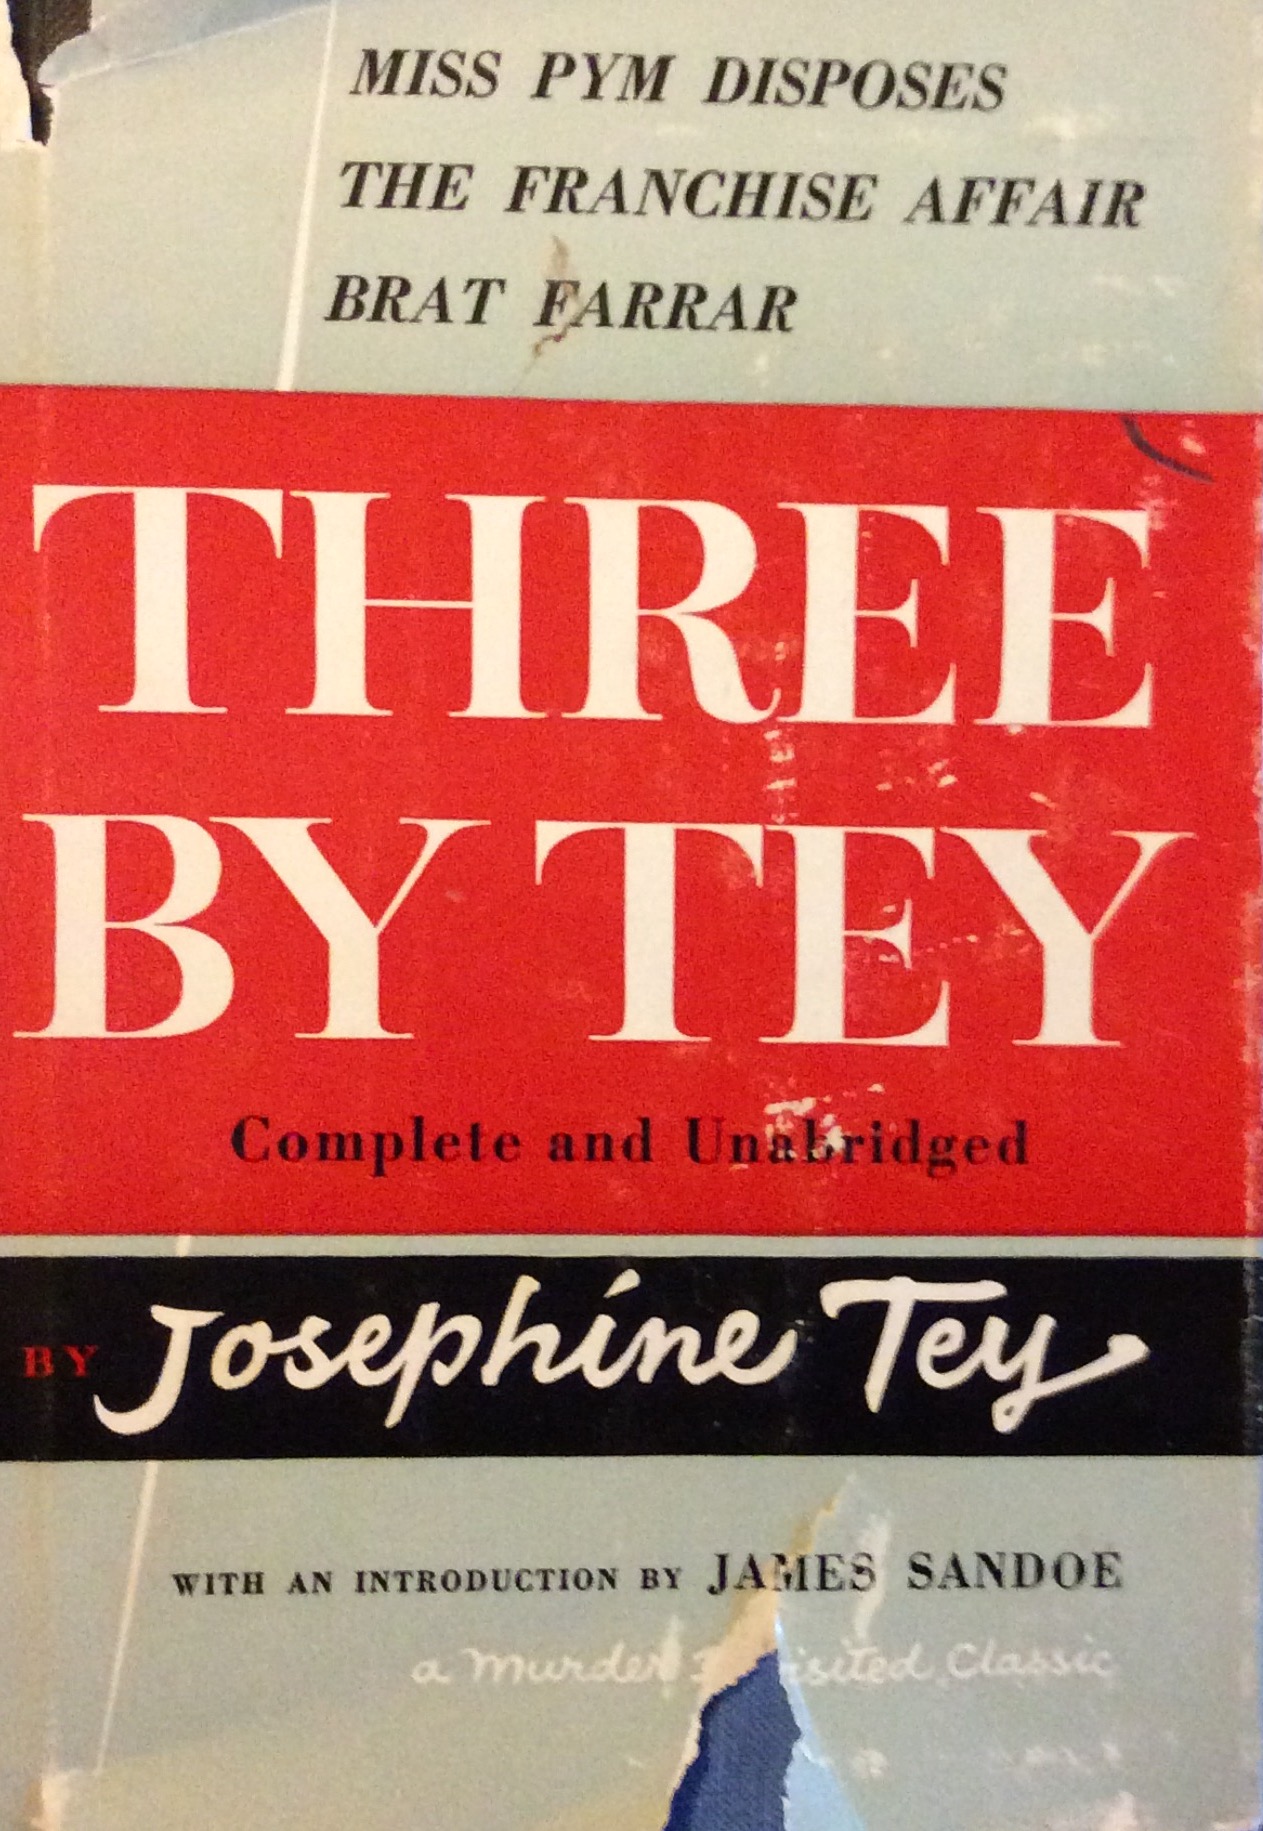 MISS PYM DISPOSES
THE FRANCHISE AFFAIR
BRAT FARRAR
THREE
BY TEY
Complete and Unabridged
BY Josephine Tey
WITH AN INTRODUCTION BY JAMES SANDOE
a Murder Classic